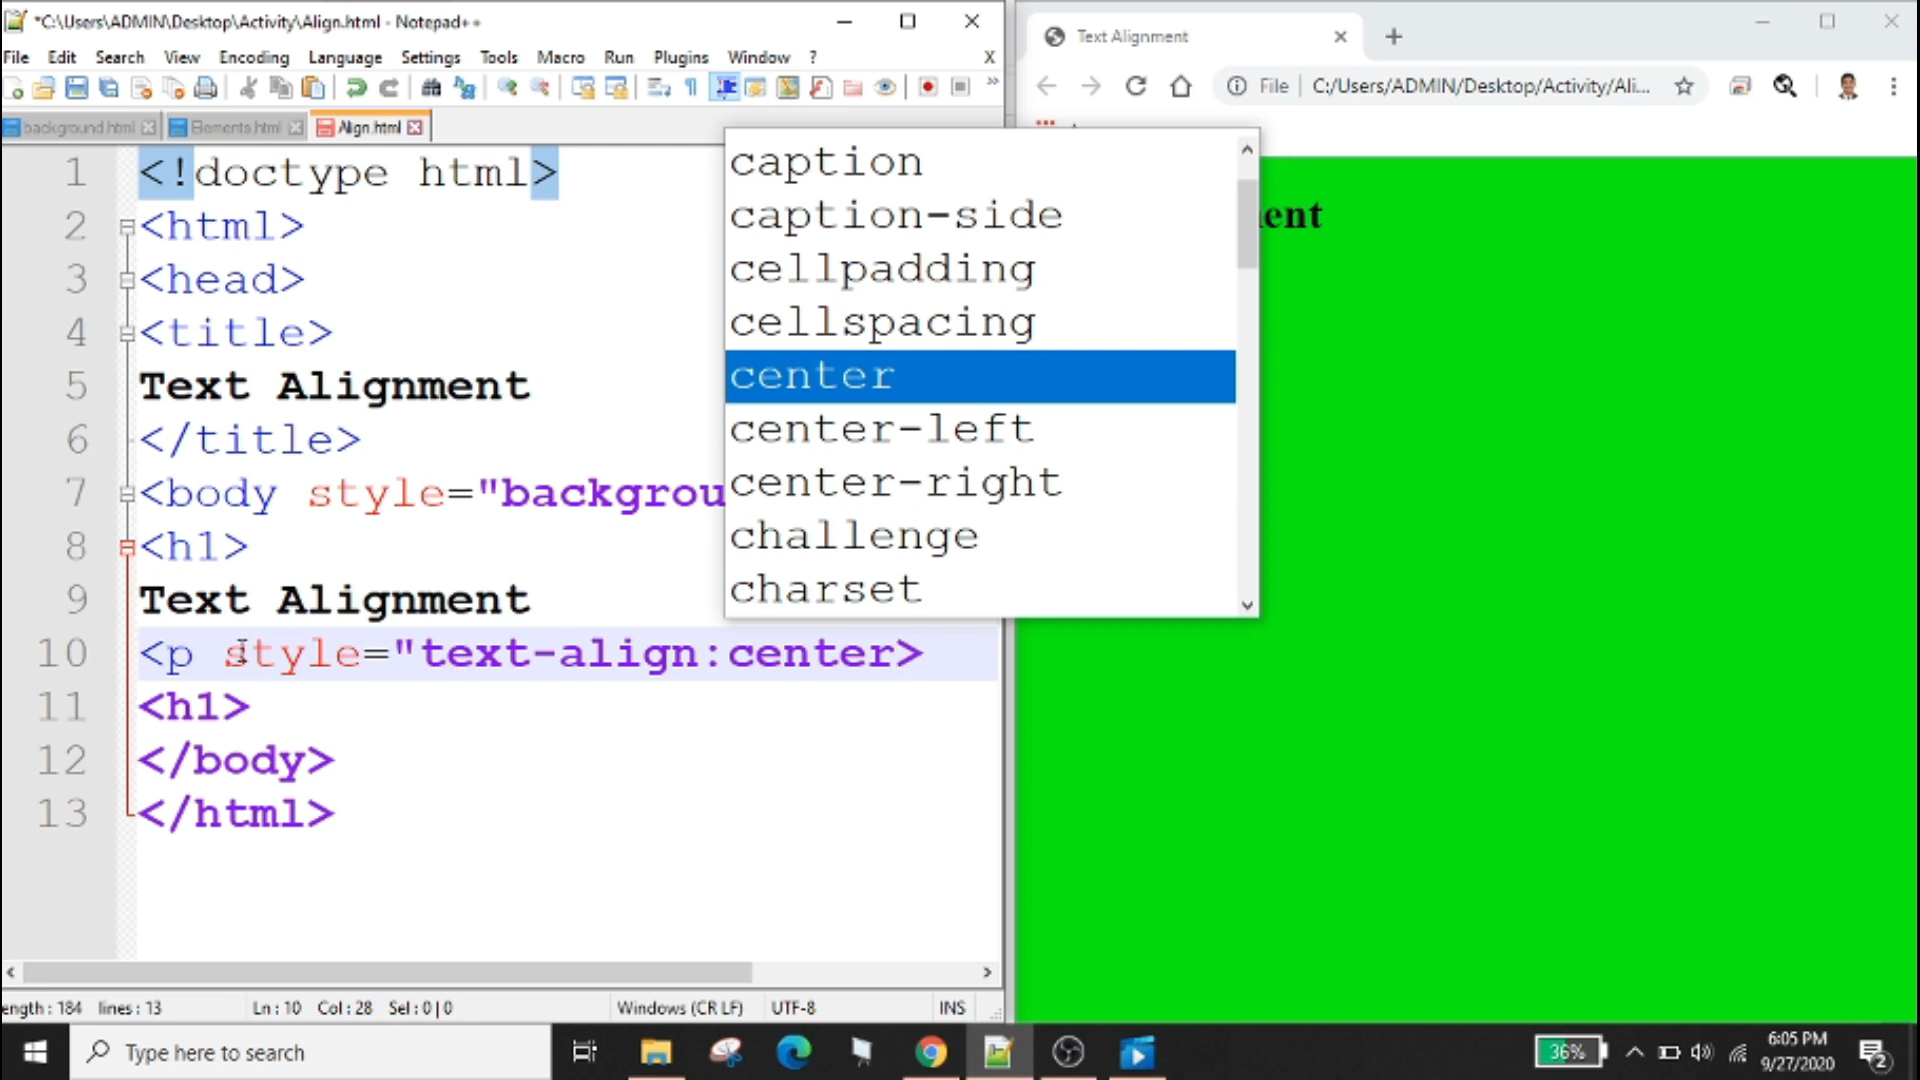 *C:\Users\ADMIN\Desktop\Activity\Align.html - Notepad++
File Edit Search View Encoding Language Settings Tools Macro Run Plugins Window ? X
background.html Elements.html Align.html
1 <!doctype html>
2 <html>
3 <head>
4 <title>
5 Text Alignment
6 </title>
7 <body style="backgrou
8 <h1>
9 Text Alignment
10 <p style="text-align:center>
11 <h1>
12 </body>
13 </html>
caption
caption-side
cellpadding
cellspacing
center
center-left
center-right
challenge
charset
ength : 184 lines : 13 Ln : 10 Col : 28 Sel : 0 | 0 Windows (CR LF) UTF-8 INS
Text Alignment
File C:/Users/ADMIN/Desktop/Activity/Ali...
ent
Type here to search
36%
6:05 PM
9/27/2020
2